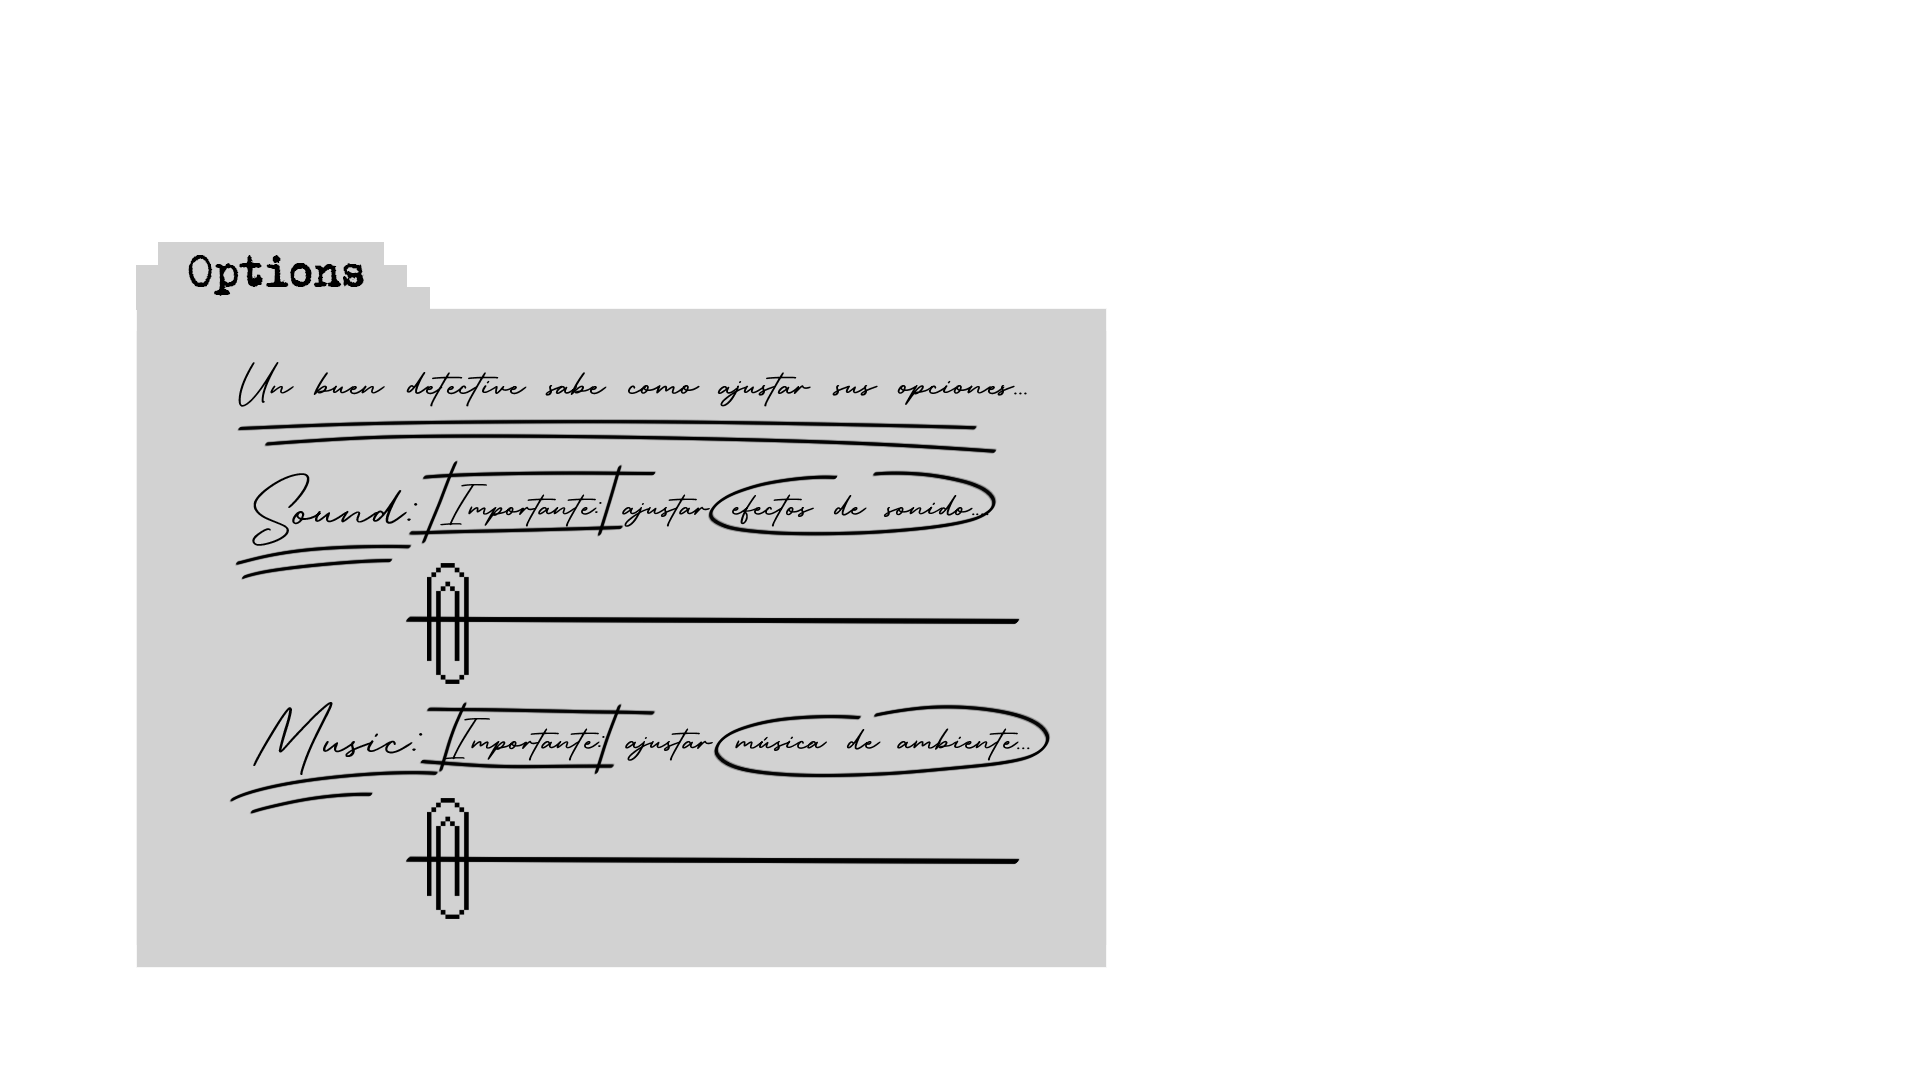 Options
Un buen detective sabe como ajustar sus opciones...
Sound: Importante: ajustar efectos de sonido...
Music: Importante: ajustar música de ambiente...